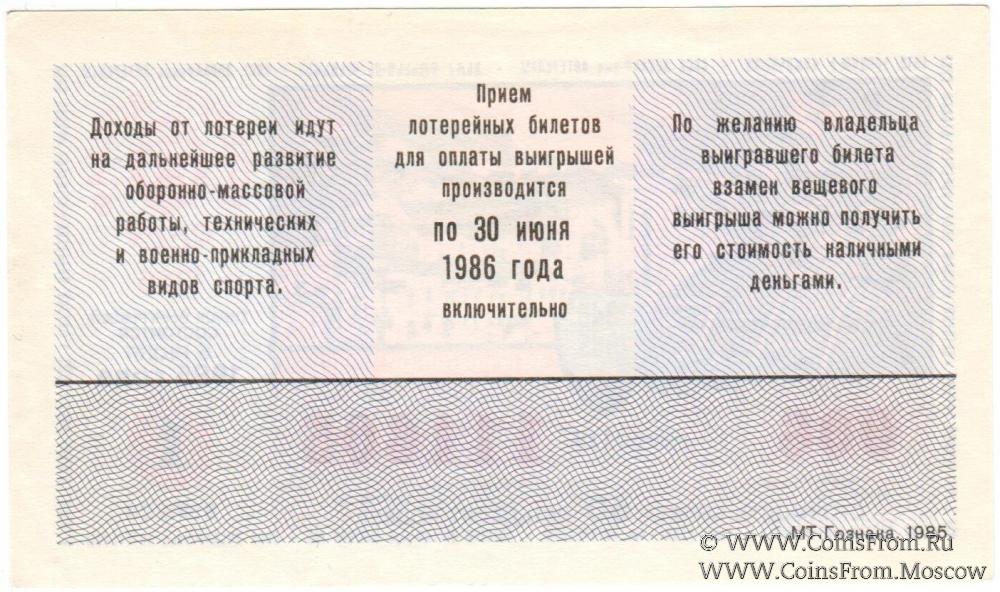 Доходы от лотереи идут
на дальнейшее развитие
оборонно-массовой
работы, технических
и военно-прикладных
видов спорта.
Прием
лотерейных билетов
для оплаты выигрышей
производится
по 30 июня
1986 года
включительно
По желанию владельца
выигравшего билета
взамен вещевого
выигрыша можно получить
его стоимость наличными
деньгами.
МТ Гознака. 1985.
© www.CoinsFrom.Ru
www.CoinsFrom.Moscow